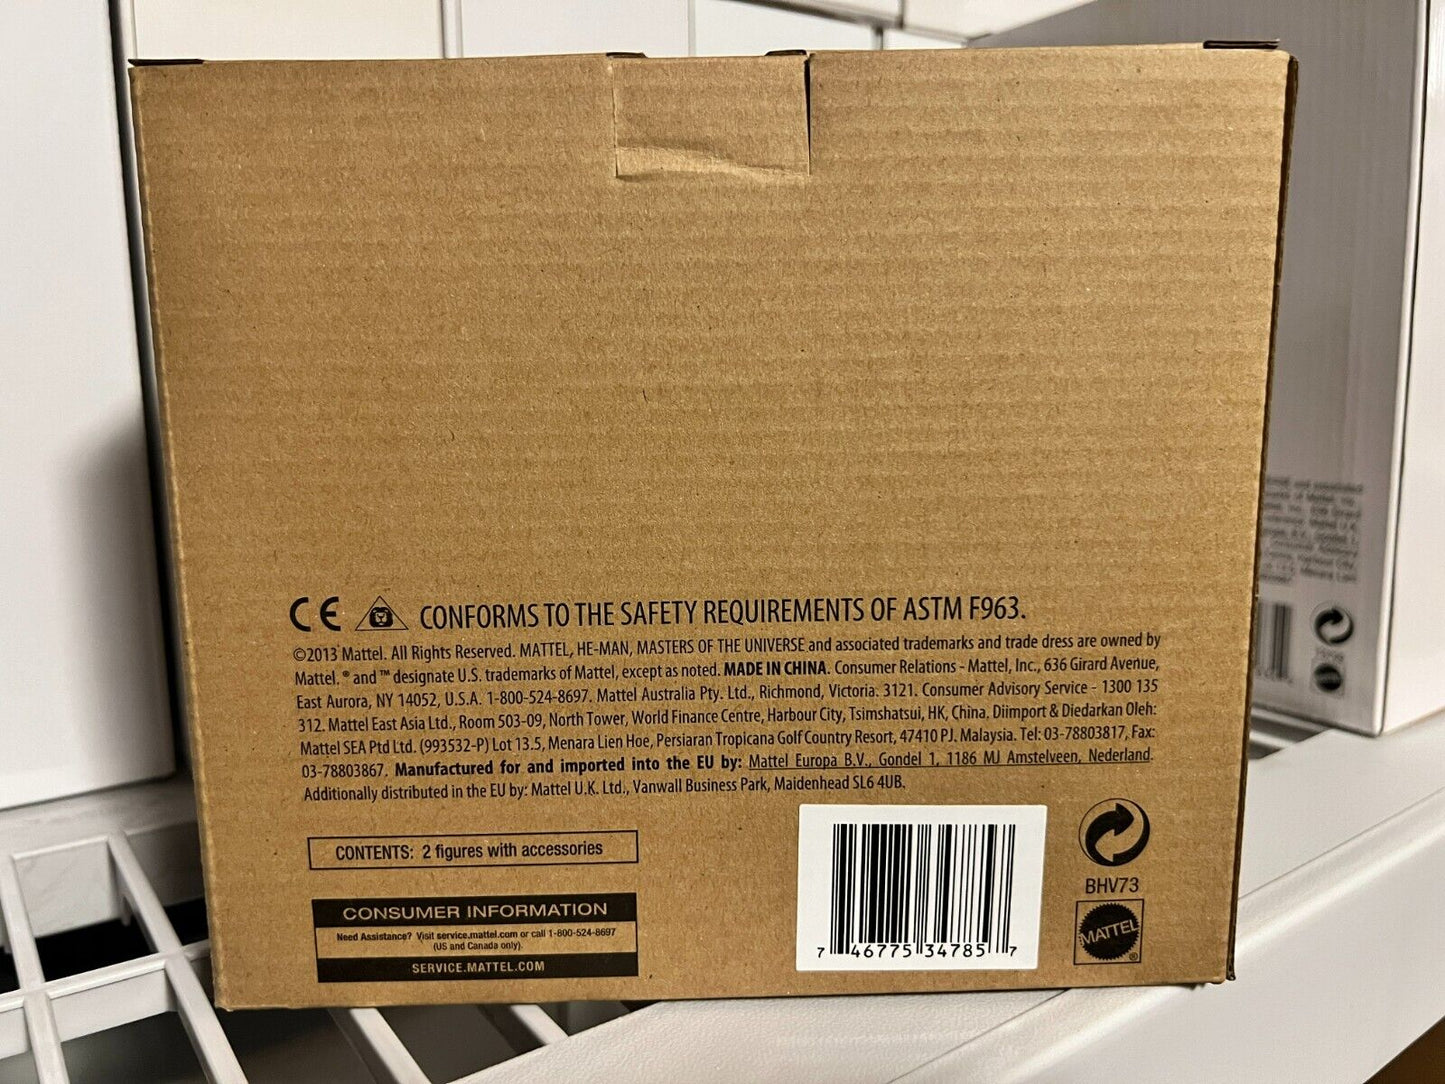 CE CONFORMS TO THE SAFETY REQUIREMENTS OF ASTM F963.
©2013 Mattel. All Rights Reserved. MATTEL, HE-MAN, MASTERS OF THE UNIVERSE and associated trademarks and trade dress are owned by
Mattel. ® and ™ designate U.S. trademarks of Mattel, except as noted. MADE IN CHINA. Consumer Relations - Mattel, Inc., 636 Girard Avenue,
East Aurora, NY 14052, U.S.A. 1-800-524-8697. Mattel Australia Pty. Ltd., Richmond, Victoria. 3121. Consumer Advisory Service - 1300 135
312. Mattel East Asia Ltd., Room 503-09, North Tower, World Finance Centre, Harbour City, Tsimshatsui, HK, China. Diimport & Diedarkan Oleh:
Mattel SEA Ptd Ltd. (993532-P) Lot 13.5, Menara Lien Hoe, Persiaran Tropicana Golf Country Resort, 47410 PJ. Malaysia. Tel: 03-78803817, Fax:
03-78803867. Manufactured for and imported into the EU by: Mattel Europa B.V., Gondel 1, 1186 MJ Amstelveen, Nederland.
Additionally distributed in the EU by: Mattel U.K. Ltd., Vanwall Business Park, Maidenhead SL6 4UB.
CONTENTS: 2 figures with accessories
CONSUMER INFORMATION
Need Assistance? Visit service.mattel.com or call 1-800-524-8697
(US and Canada only).
SERVICE.MATTEL.COM
7 46775 34785 7
BHV73
MATTEL®